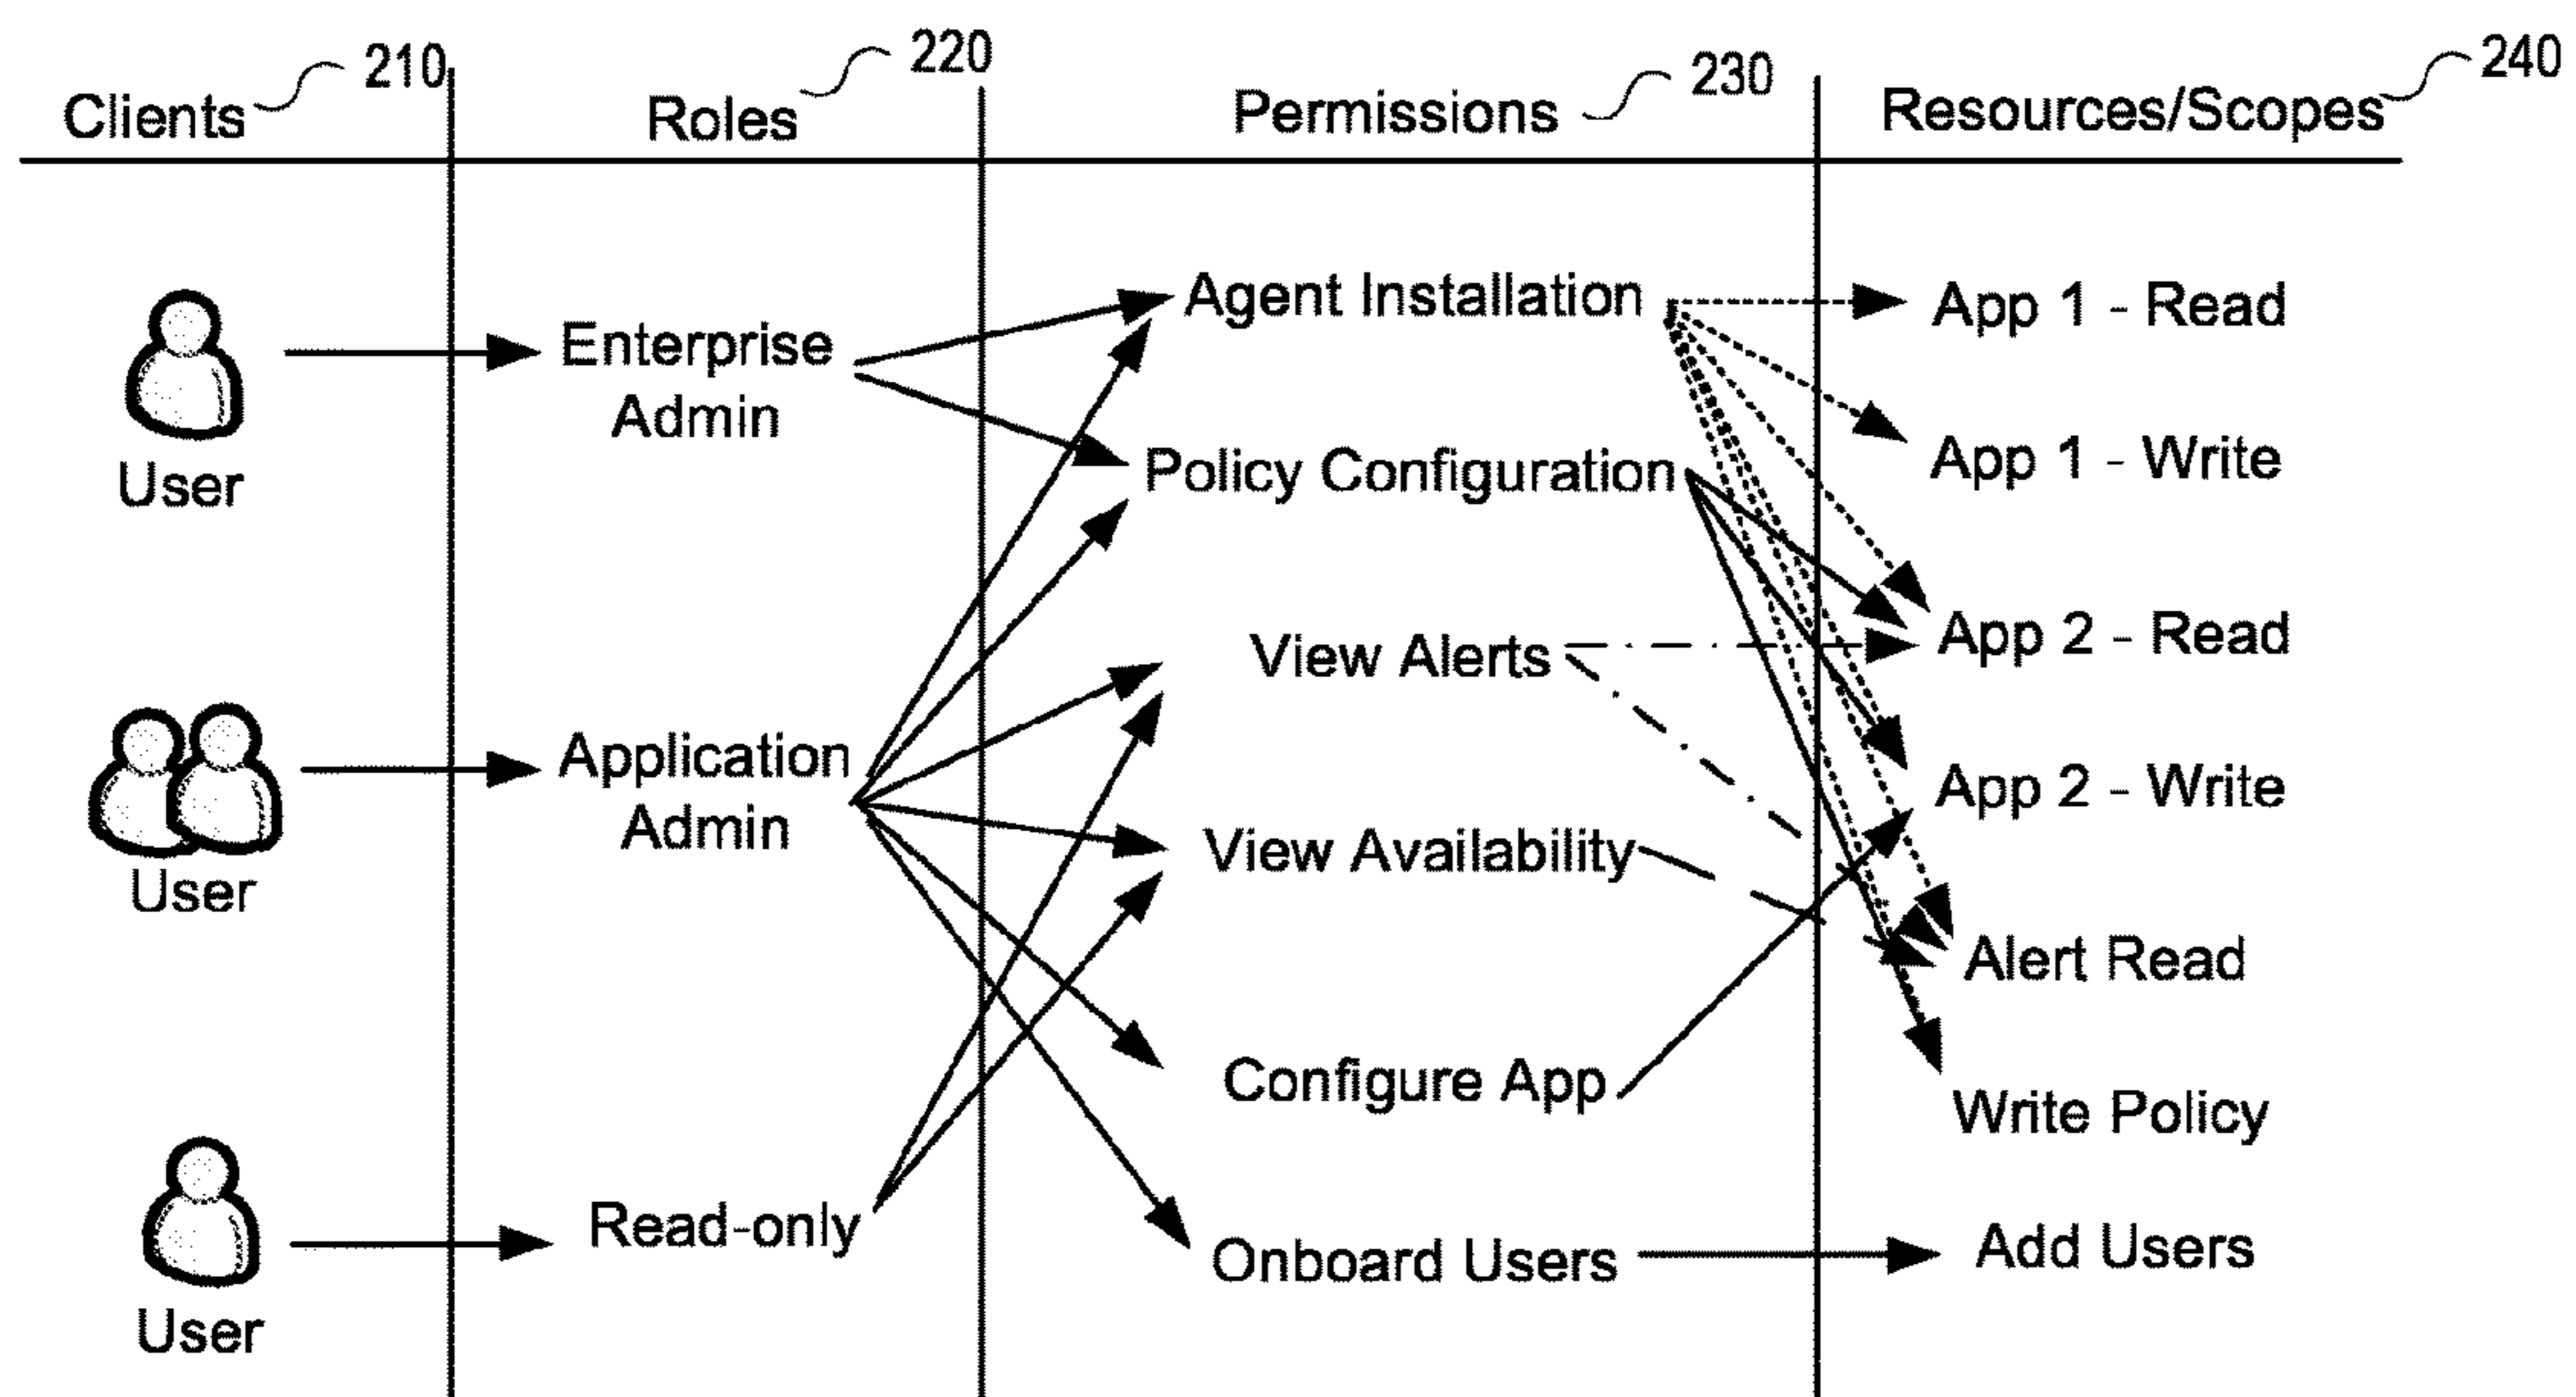 Clients 210 Roles 220 Permissions 230 Resources/Scopes 240
User
Enterprise
Admin
Agent Installation
Policy Configuration
App 1 - Read
App 1 - Write
User
Application
Admin
View Alerts
View Availability
App 2 - Read
App 2 - Write
Alert Read
User
Read-only
Configure App
Onboard Users
Write Policy
Add Users